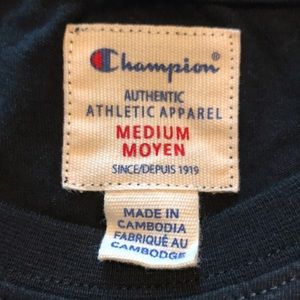 Champion
AUTHENTIC
ATHLETIC APPAREL
MEDIUM
MOYEN
SINCE/DEPUIS 1919
MADE IN
CAMBODIA
FABRIQUÉ AU
CAMBODGE